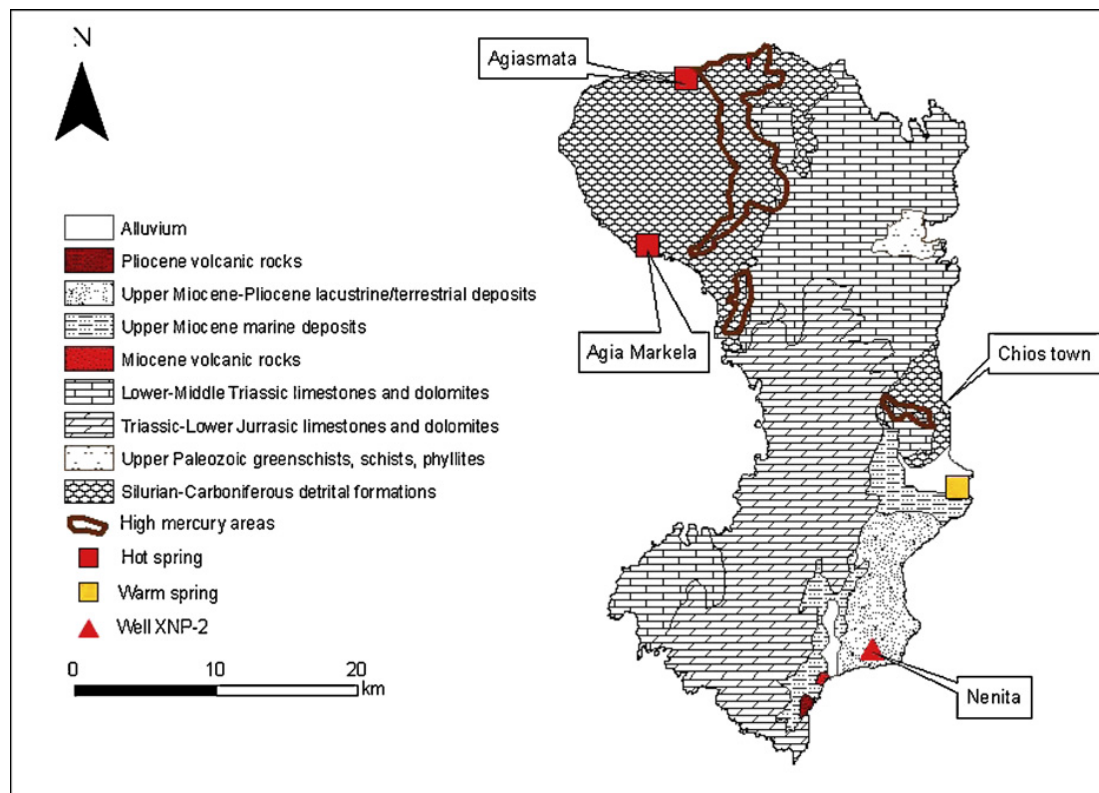 N
Agiasmata
Alluvium
Pliocene volcanic rocks
Upper Miocene-Pliocene lacustrine/terrestrial deposits
Upper Miocene marine deposits
Miocene volcanic rocks
Lower-Middle Triassic limestones and dolomites
Triassic-Lower Jurrasic limestones and dolomites
Upper Paleozoic greenschists, schists, phyllites
Silurian-Carboniferous detrital formations
High mercury areas
Hot spring
Warm spring
Well XNP-2
0 10 20
km
Agia Markela
Chios town
Nenita